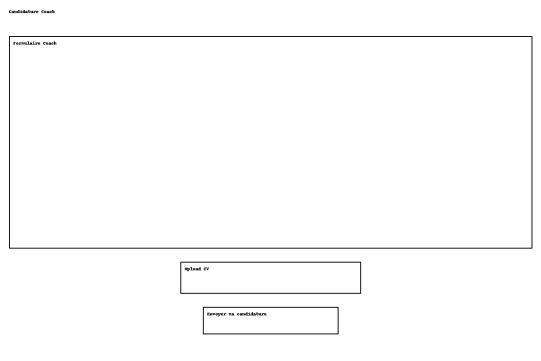 Candidature Coach
Formulaire Coach
Upload CV
Envoyer ma candidature